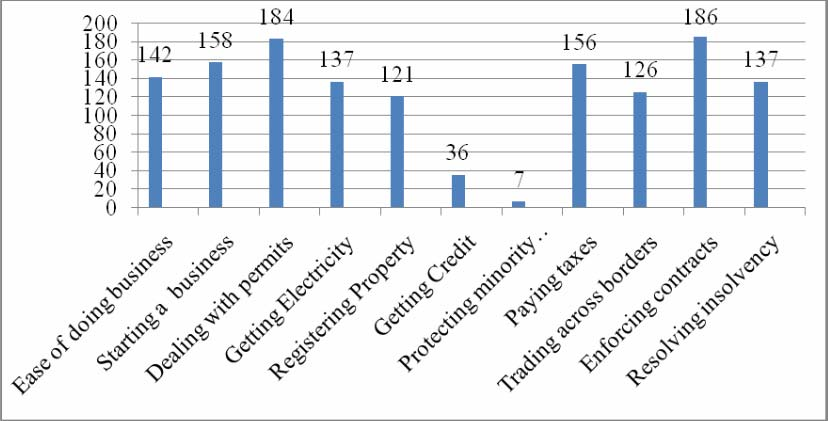 200
180
160
140
120
100
80
60
40
20
0
142
158
184
137
121
36
7
156
126
186
137
Ease of doing business
Starting a  business
Dealing with permits
Getting Electricity
Registering Property
Getting Credit
Protecting minority..
Paying taxes
Trading across borders
Enforcing contracts
Resolving insolvency